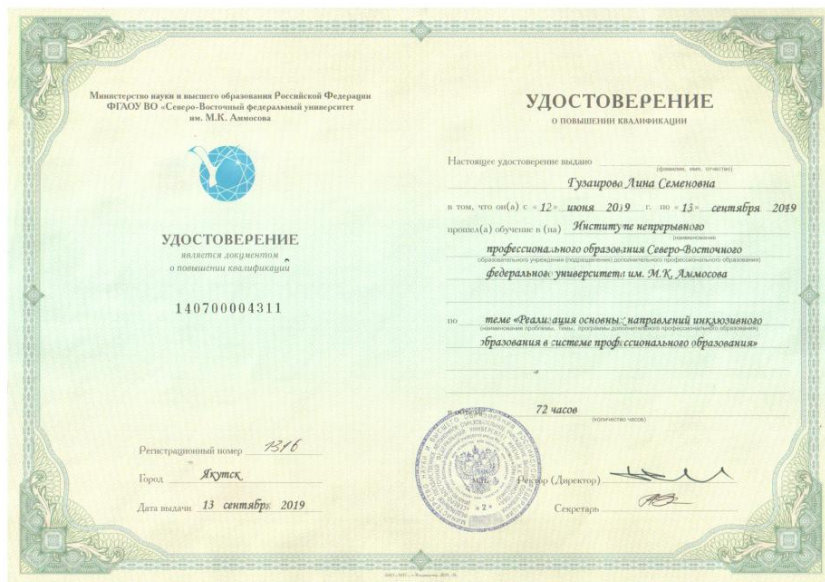 Министерство науки и высшего образования Российской Федерации
ФГАОУ ВО «Северо-Восточный федеральный университет
им. М.К. Аммосова
УДОСТОВЕРЕНИЕ
является документом
о повышении квалификации
140700004311
Регистрационный номер 1316
Город Якутск
Дата выдачи 13 сентября 2019
УДОСТОВЕРЕНИЕ
О ПОВЫШЕНИИ КВАЛИФИКАЦИИ
Настоящее удостоверение выдано
(фамилия, имя, отчество)
Гузаирова Лина Семеновна
в том, что он(а) с «12» июня 2019 г. по «13» сентября 2019
прошел(а) обучение в (на) Институте непрерывного
(наименование
профессионального образования Северо-Восточного
образовательного учреждения (подразделения) дополнительного профессионального образования)
федерального университета им. М.К. Аммосова
по теме «Реализация основных направлений инклюзивного
(наименование проблемы, темы, программы дополнительного профессионального образования)
образования в системе профессионального образования»
72 часов
(количество часов)
Ректор (Директор)
Секретарь